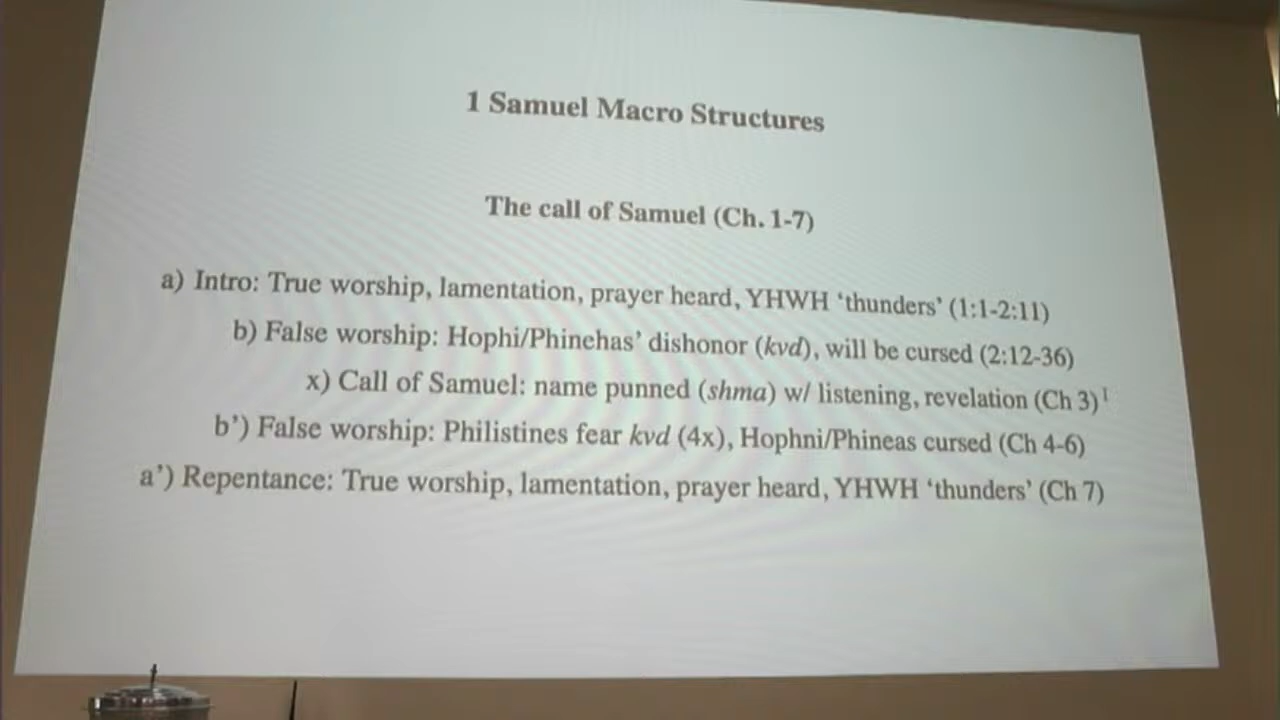 1 Samuel Macro Structures
The call of Samuel (Ch. 1-7)
a) Intro: True worship, lamentation, prayer heard, YHWH ‘thunders’ (1:1-2:11)
b) False worship: Hophi/Phinehas’ dishonor (kvd), will be cursed (2:12-36)
x) Call of Samuel: name punned (shma) w/ listening, revelation (Ch 3)
b’) False worship: Philistines fear kvd (4x), Hophni/Phineas cursed (Ch 4-6)
a’) Repentance: True worship, lamentation, prayer heard, YHWH ‘thunders’ (Ch 7)